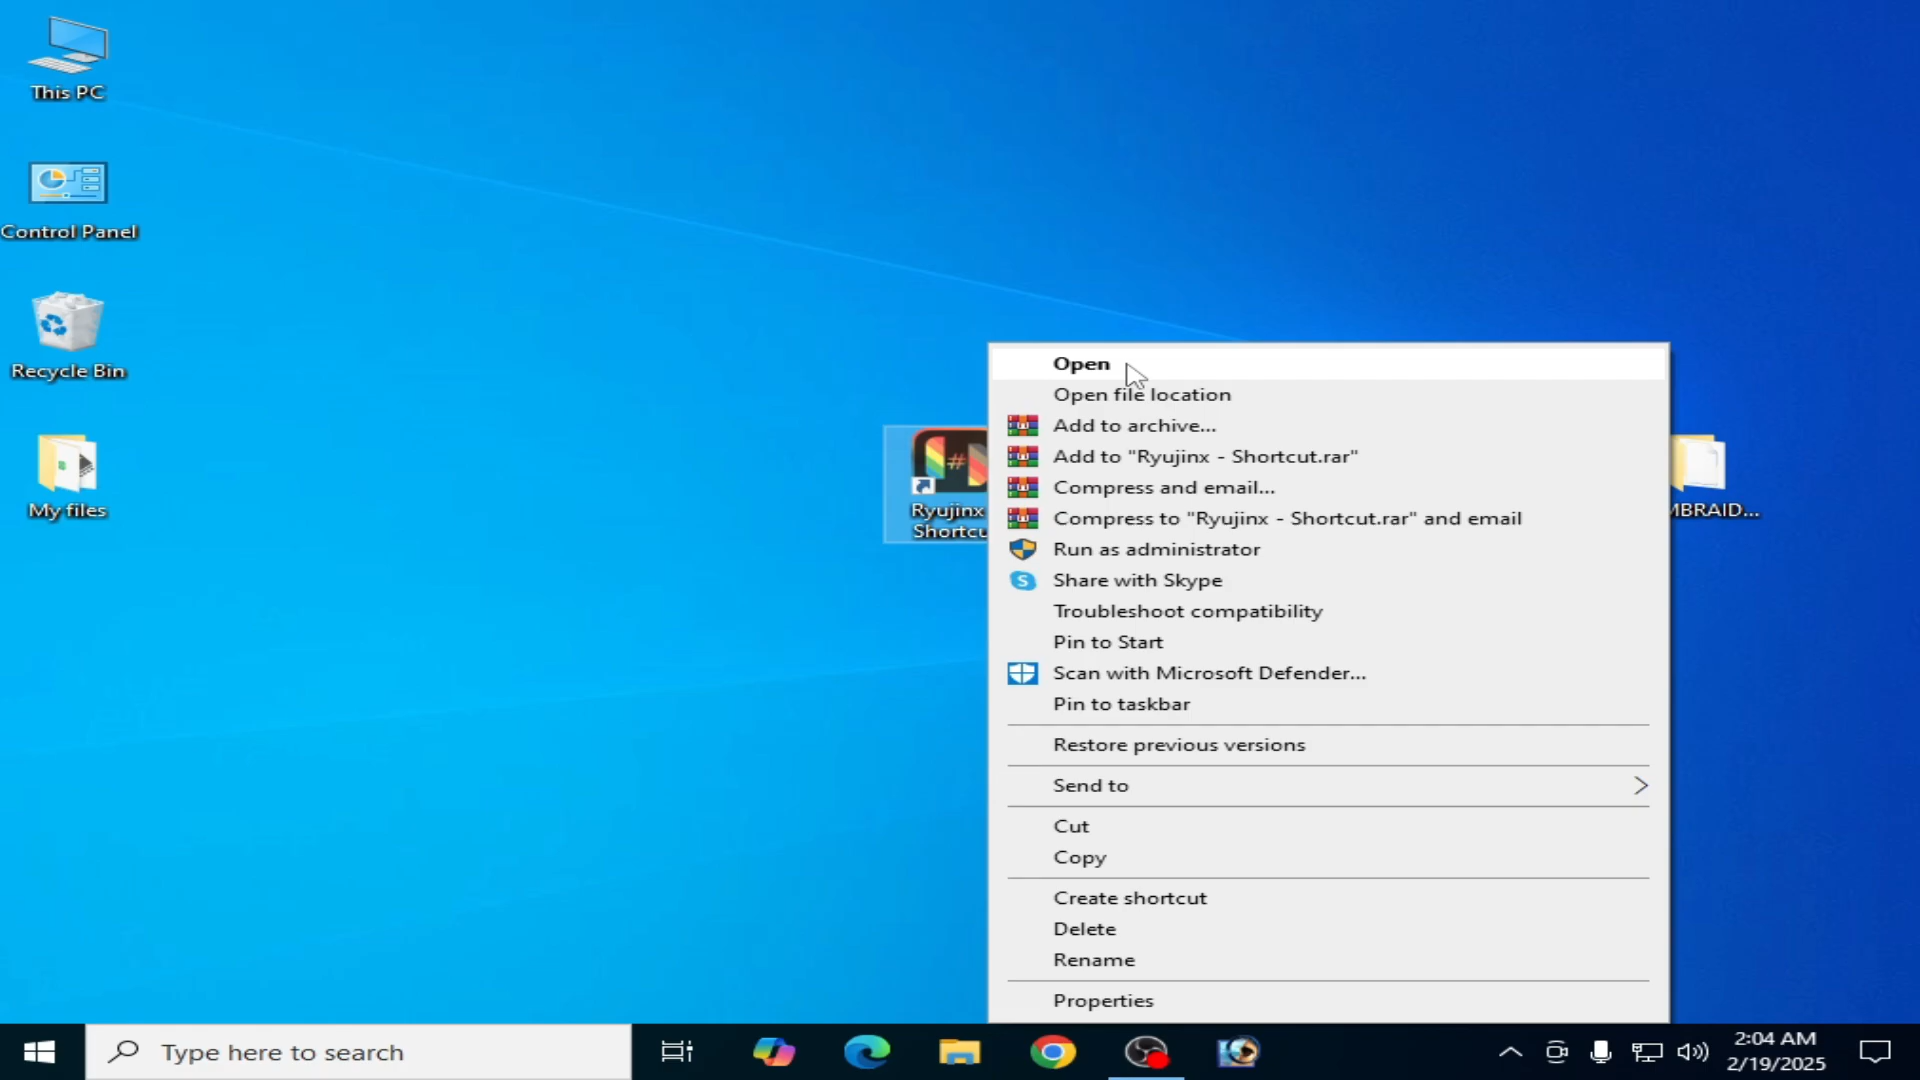 This PC
Control Panel
Recycle Bin
My files
#
Ryujinx
Shortcu
MBRAID...
Open
Open file location
Add to archive...
Add to "Ryujinx - Shortcut.rar"
Compress and email...
Compress to "Ryujinx - Shortcut.rar" and email
Run as administrator
S
Share with Skype
Troubleshoot compatibility
Pin to Start
Scan with Microsoft Defender...
Pin to taskbar
Restore previous versions
Send to
Cut
Copy
Create shortcut
Delete
Rename
Properties
Type here to search
2:04 AM
2/19/2025